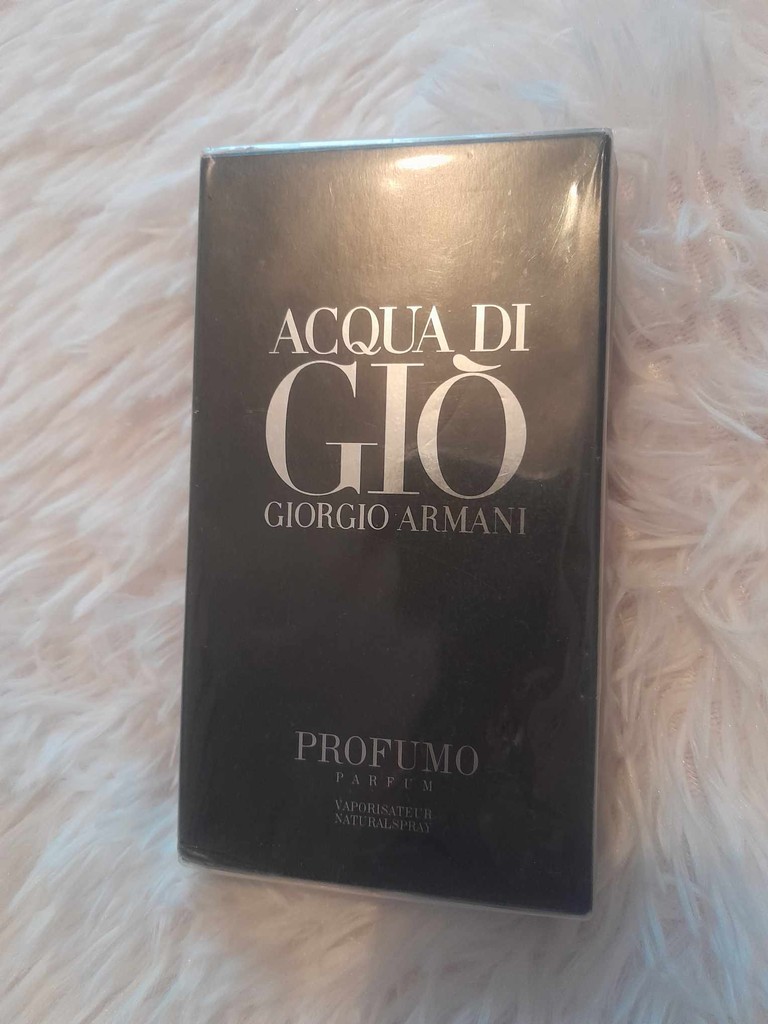 ACQUA DI
GIÒ
GIORGIO ARMANI
PROFUMO
PARFUM
VAPORISATEUR
NATURALSPRAY